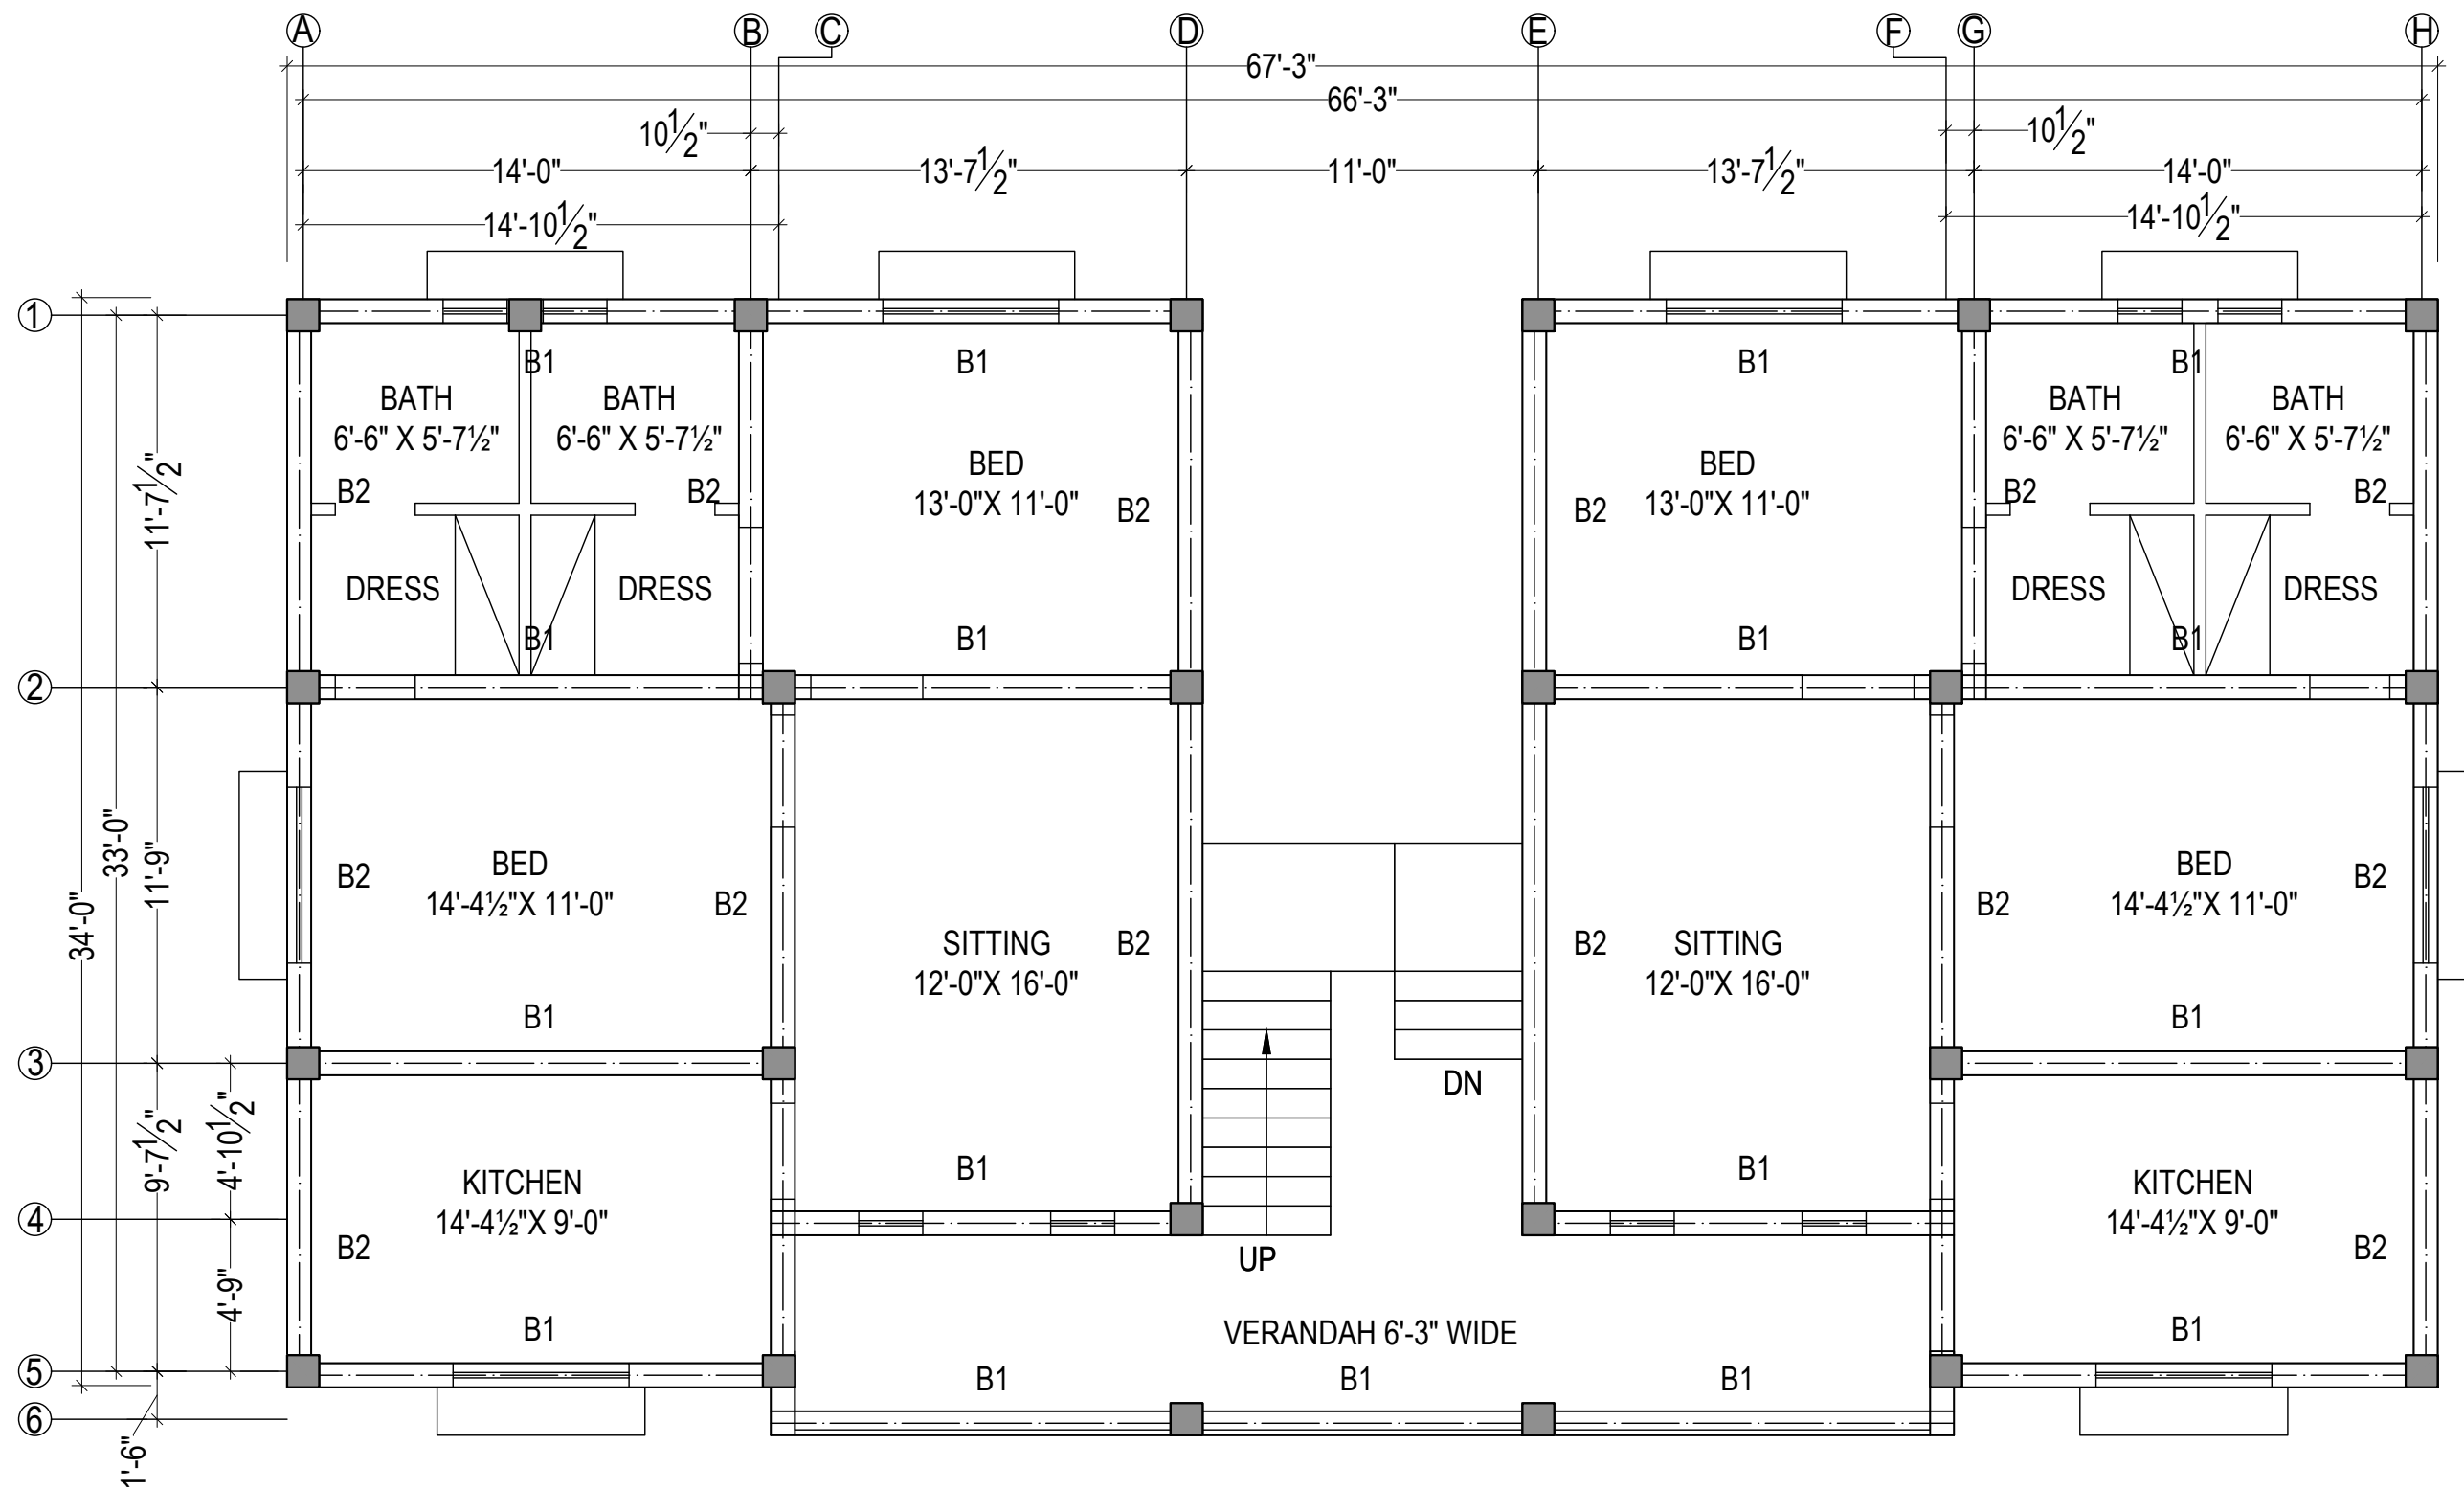 A B C D E F G H
67'-3"
66'-3"
10½" 10½"
14'-0" 13'-7½" 11'-0" 13'-7½" 14'-0"
14'-10½" 14'-10½"
1
B1 B1 B1 B1
BATH BATH BATH BATH
6'-6" X 5'-7½" 6'-6" X 5'-7½" 6'-6" X 5'-7½" 6'-6" X 5'-7½"
BED BED
13'-0"X 11'-0" 13'-0"X 11'-0"
B2 B2 B2 B2
B2 B2
11'-7½"
DRESS DRESS DRESS DRESS
B1 B1 B1 B1
2
BED BED
14'-4½"X 11'-0" 14'-4½"X 11'-0"
B2 B2 B2 B2
34'-0"
33'-0"
11'-9"
SITTING SITTING
12'-0"X 16'-0" 12'-0"X 16'-0"
B2 B2
B1 B1
3
DN
9'-7½"
4'-10½"
B1 B1
KITCHEN KITCHEN
14'-4½"X 9'-0" 14'-4½"X 9'-0"
4
B2 B2
UP
4'-9"
B1 B1
VERANDAH 6'-3" WIDE
5
B1 B1 B1
6
1'-6"